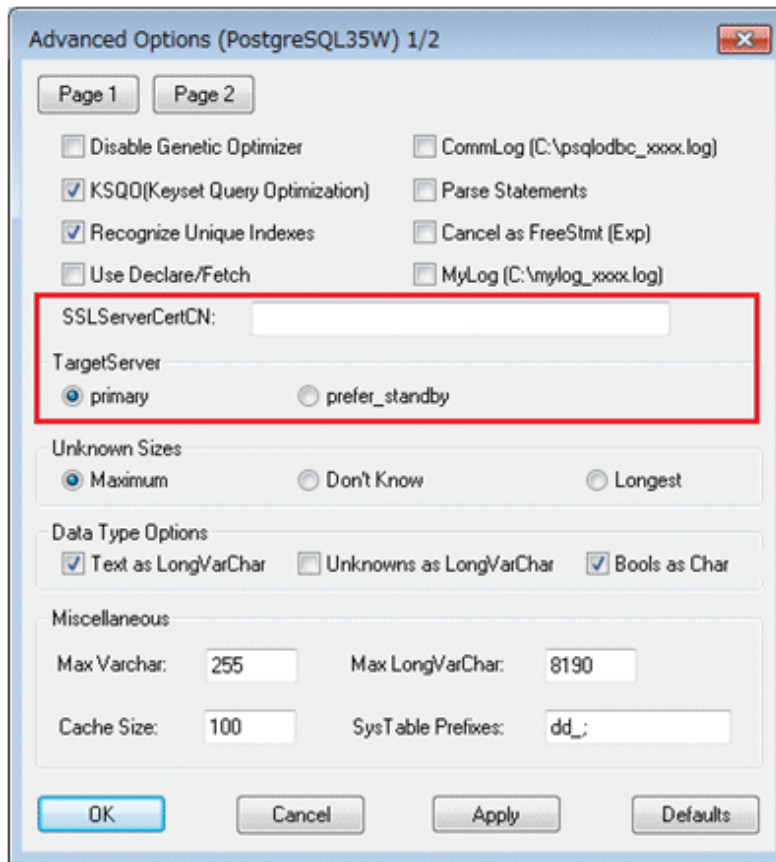 Advanced Options (PostgreSQL35W) 1/2
Page 1 Page 2
Disable Genetic Optimizer CommLog (C:\psqlodbc_xxxx.log)
KSQO(Keyset Query Optimization) Parse Statements
Recognize Unique Indexes Cancel as FreeStmt (Exp)
Use Declare/Fetch MyLog (C:\mylog_xxxx.log)
SSLServerCertCN:
TargetServer
primary prefer_standby
Unknown Sizes
Maximum Don't Know Longest
Data Type Options
Text as LongVarChar Unknowns as LongVarChar Bools as Char
Miscellaneous
Max Varchar: 255 Max LongVarChar: 8190
Cache Size: 100 SysTable Prefixes: dd_;
OK Cancel Apply Defaults